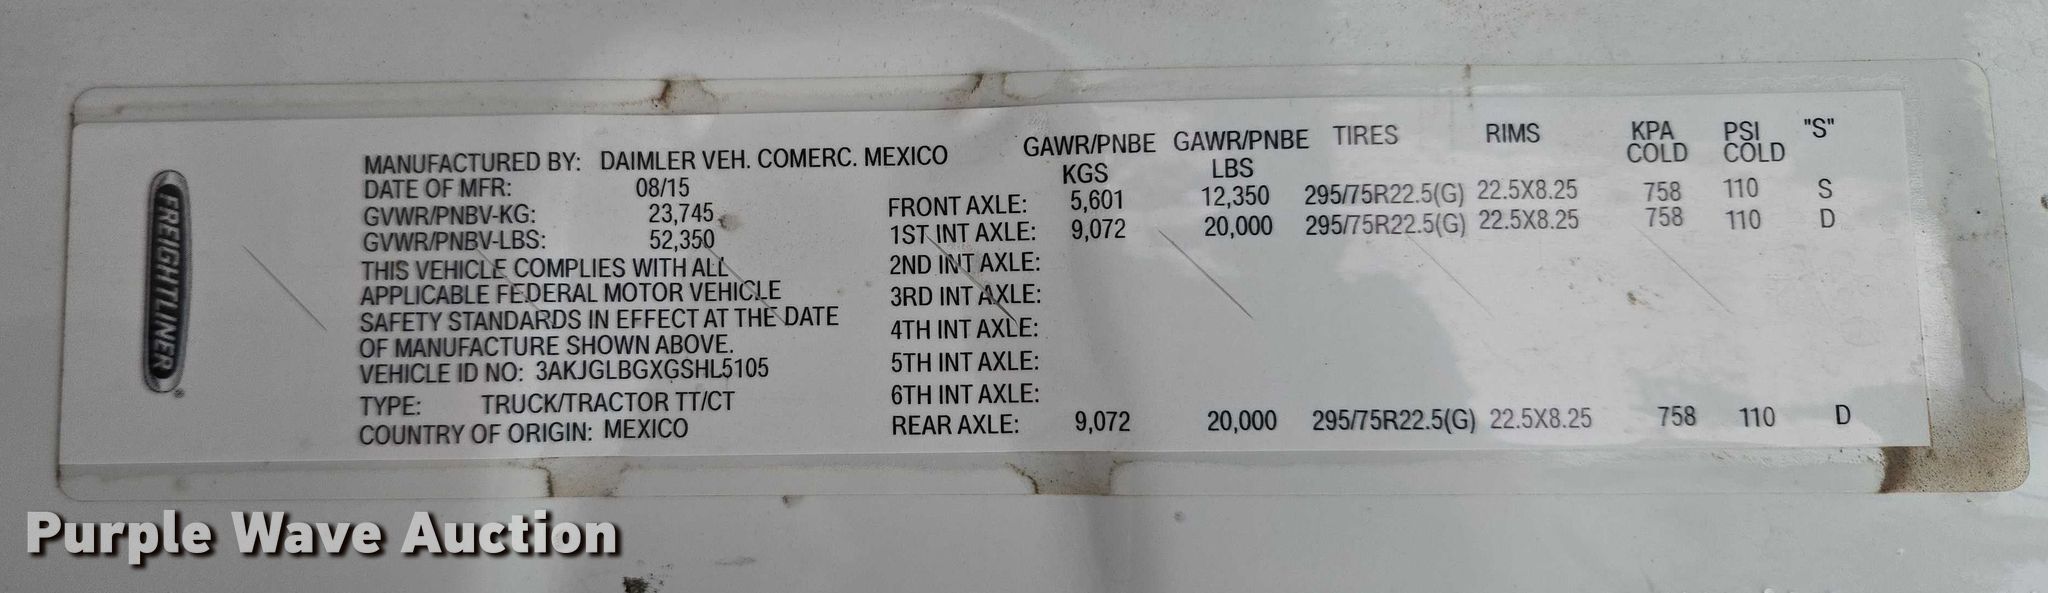 FREIGHTLINER®
MANUFACTURED BY: DAIMLER VEH. COMERC. MEXICO
DATE OF MFR: 08/15
GVWR/PNBV-KG: 23,745
GVWR/PNBV-LBS: 52,350
THIS VEHICLE COMPLIES WITH ALL
APPLICABLE FEDERAL MOTOR VEHICLE
SAFETY STANDARDS IN EFFECT AT THE DATE
OF MANUFACTURE SHOWN ABOVE.
VEHICLE ID NO: 3AKJGLBGXGSHL5105
TYPE: TRUCK/TRACTOR TT/CT
COUNTRY OF ORIGIN: MEXICO
GAWR/PNBE GAWR/PNBE TIRES RIMS KPA PSI "S"
KGS LBS COLD COLD
FRONT AXLE: 5,601 12,350 295/75R22.5(G) 22.5X8.25 758 110 S
1ST INT AXLE: 9,072 20,000 295/75R22.5(G) 22.5X8.25 758 110 D
2ND INT AXLE:
3RD INT AXLE:
4TH INT AXLE:
5TH INT AXLE:
6TH INT AXLE:
REAR AXLE: 9,072 20,000 295/75R22.5(G) 22.5X8.25 758 110 D
Purple Wave Auction